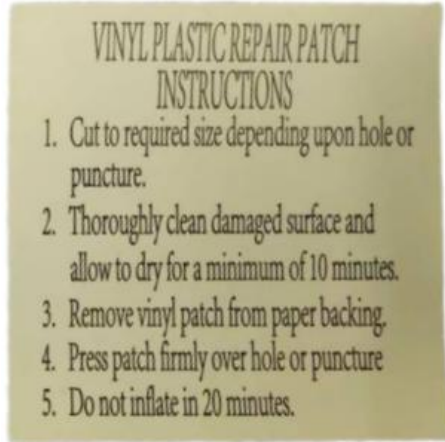 VINYL PLASTIC REPAIR PATCH
INSTRUCTIONS
1. Cut to required size depending upon hole or
puncture.
2. Thoroughly clean damaged surface and
allow to dry for a minimum of 10 minutes.
3. Remove vinyl patch from paper backing.
4. Press patch firmly over hole or puncture
5. Do not inflate in 20 minutes.